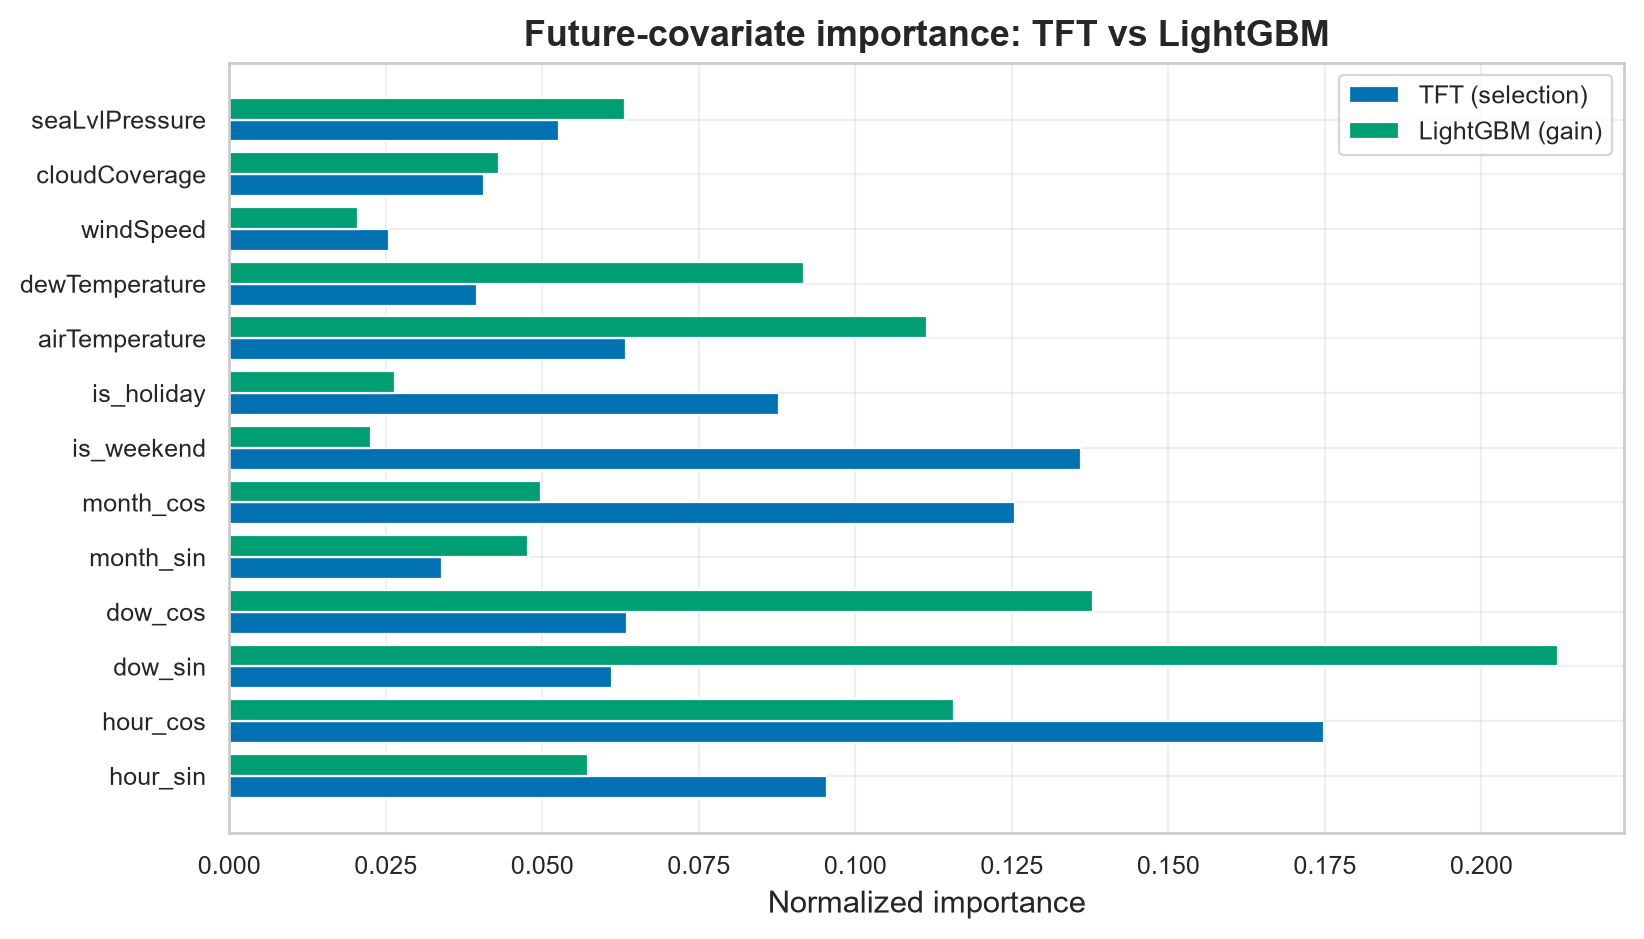 Future-covariate importance: TFT vs LightGBM
TFT (selection)
LightGBM (gain)
seaLvlPressure
cloudCoverage
windSpeed
dewTemperature
airTemperature
is_holiday
is_weekend
month_cos
month_sin
dow_cos
dow_sin
hour_cos
hour_sin
0.000 0.025 0.050 0.075 0.100 0.125 0.150 0.175 0.200
Normalized importance